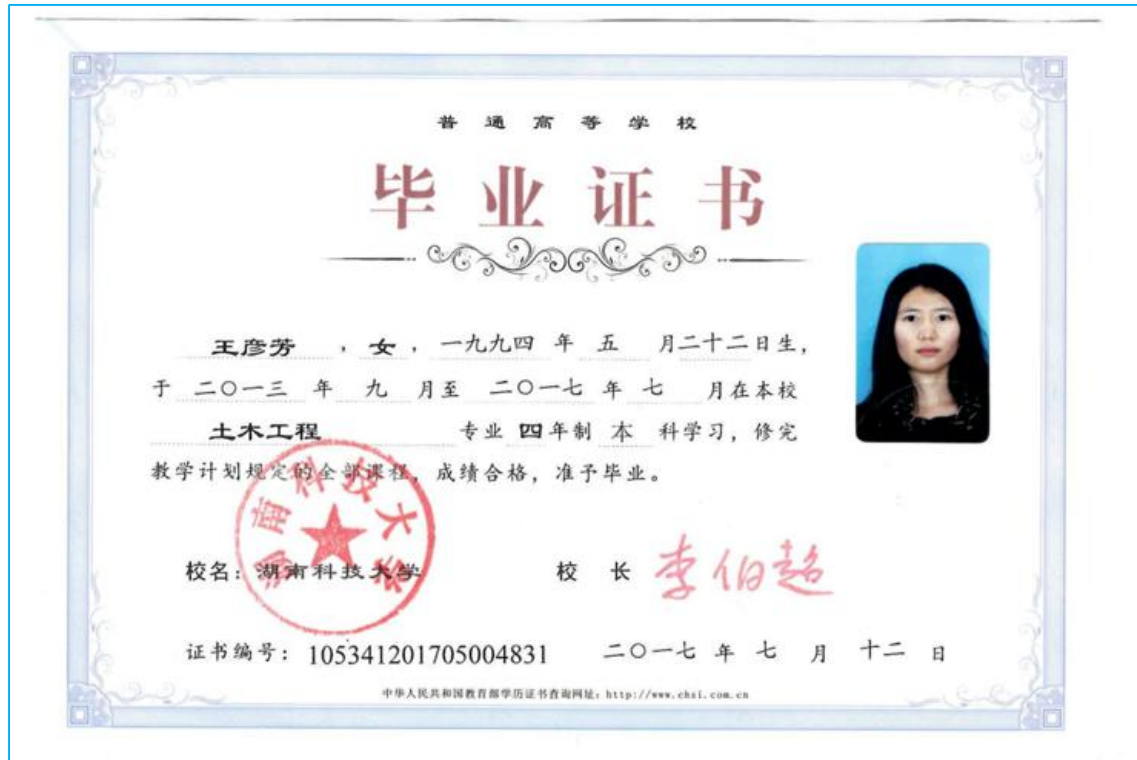 普通高等学校
毕业证书
王彦芳，女，一九九四年五月二十二日生，
于二〇一三年九月至二〇一七年七月在本校
土木工程专业四年制本科学习，修完
教学计划规定的全部课程，成绩合格，准予毕业。
湖南科技大学
校名：湖南科技大学 校长 李伯超
证书编号：105341201705004831 二〇一七年七月十二日
中华人民共和国教育部学历证书查询网址：http://www.chsi.com.cn